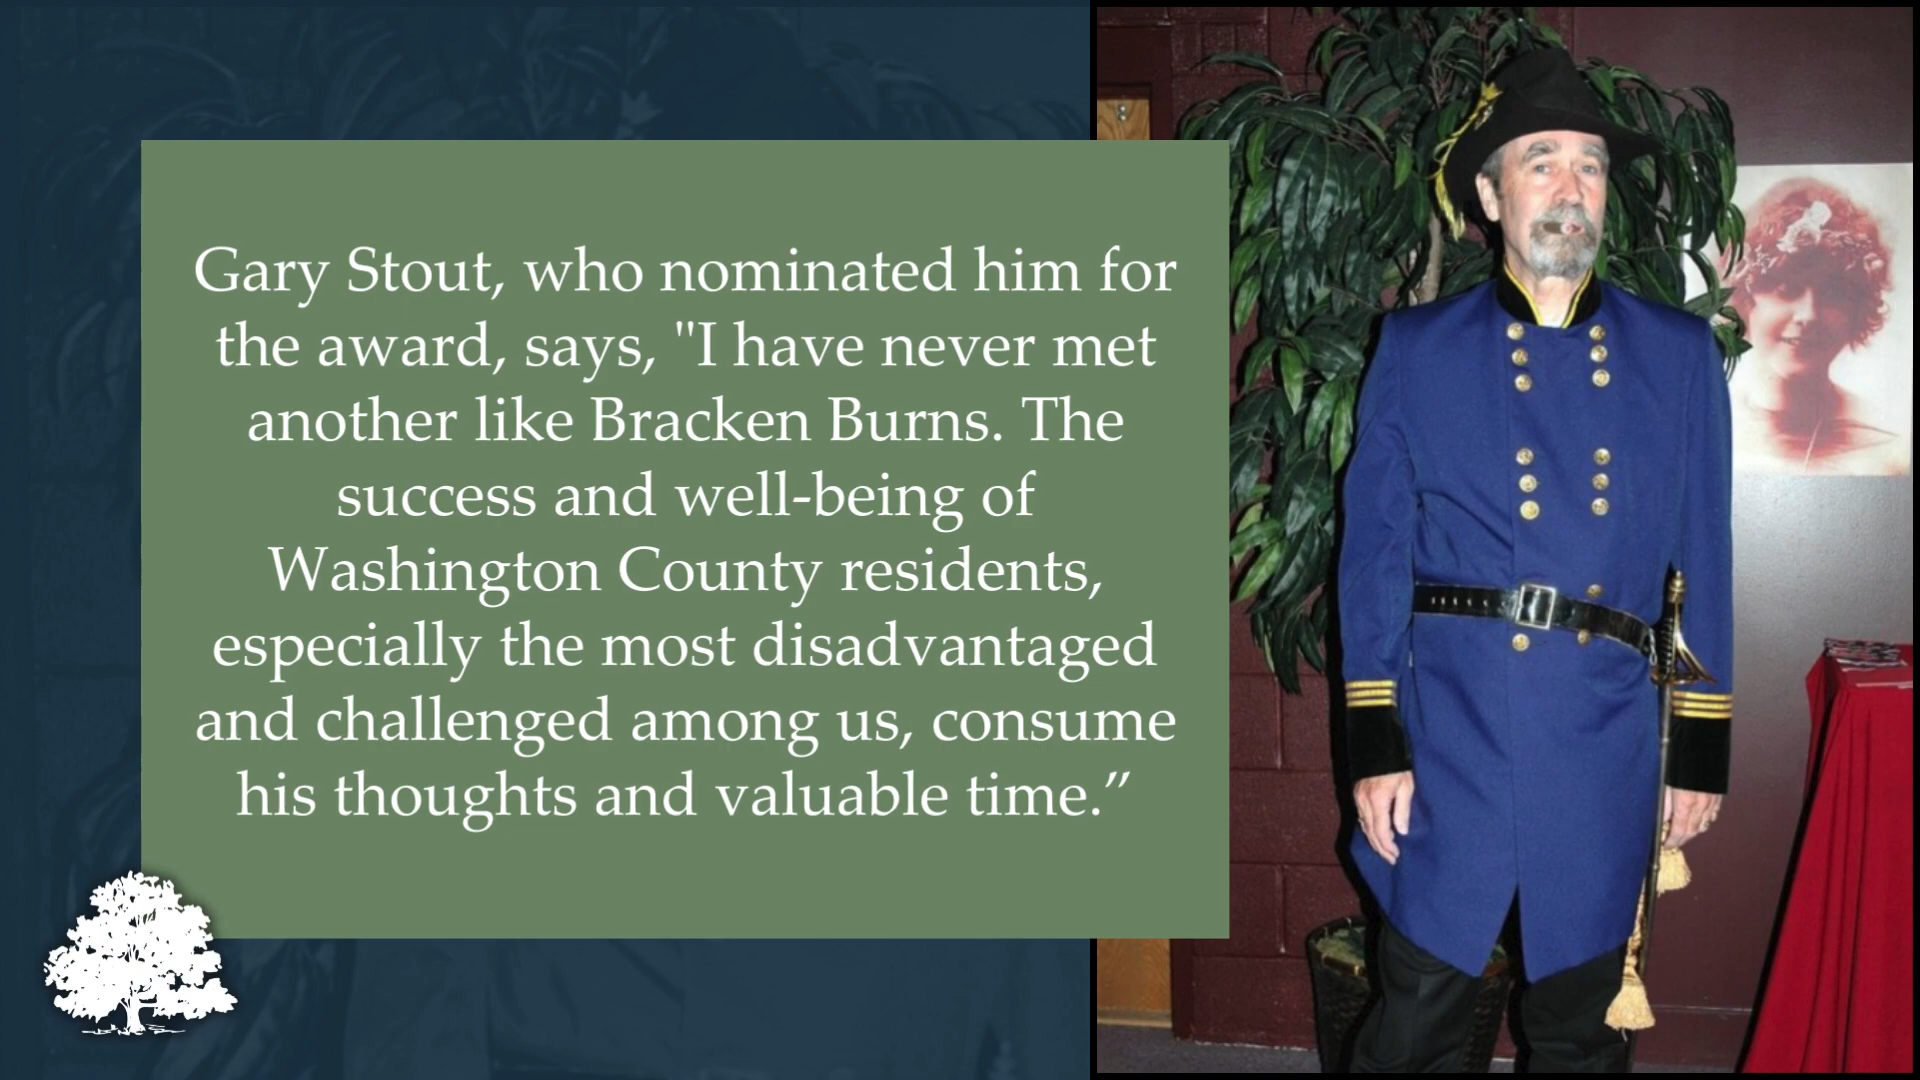 Gary Stout, who nominated him for
the award, says, "I have never met
another like Bracken Burns. The
success and well-being of
Washington County residents,
especially the most disadvantaged
and challenged among us, consume
his thoughts and valuable time.”